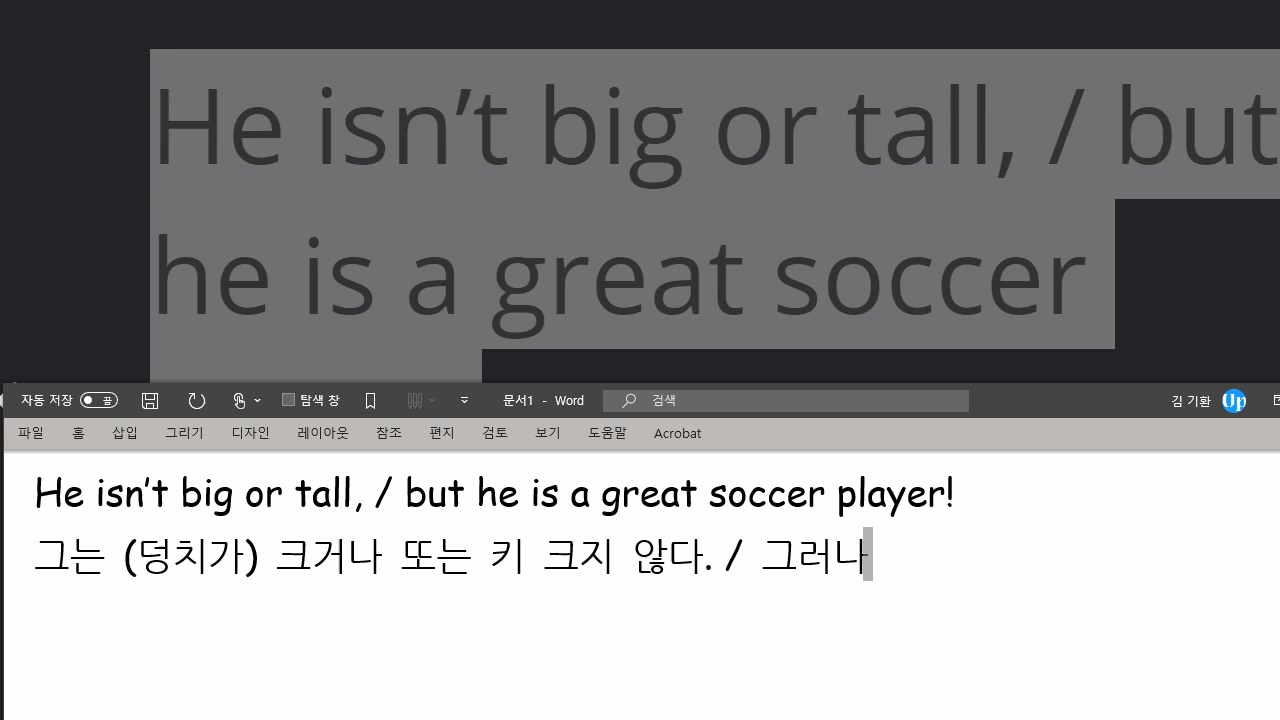 He isn’t big or tall, / but
he is a great soccer
자동 저장 끔 탐색 창 문서1 - Word 검색 김 기환 Up
파일 홈 삽입 그리기 디자인 레이아웃 참조 편지 검토 보기 도움말 Acrobat
He isn’t big or tall, / but he is a great soccer player!
그는 (덩치가) 크거나 또는 키 크지 않다. / 그러나